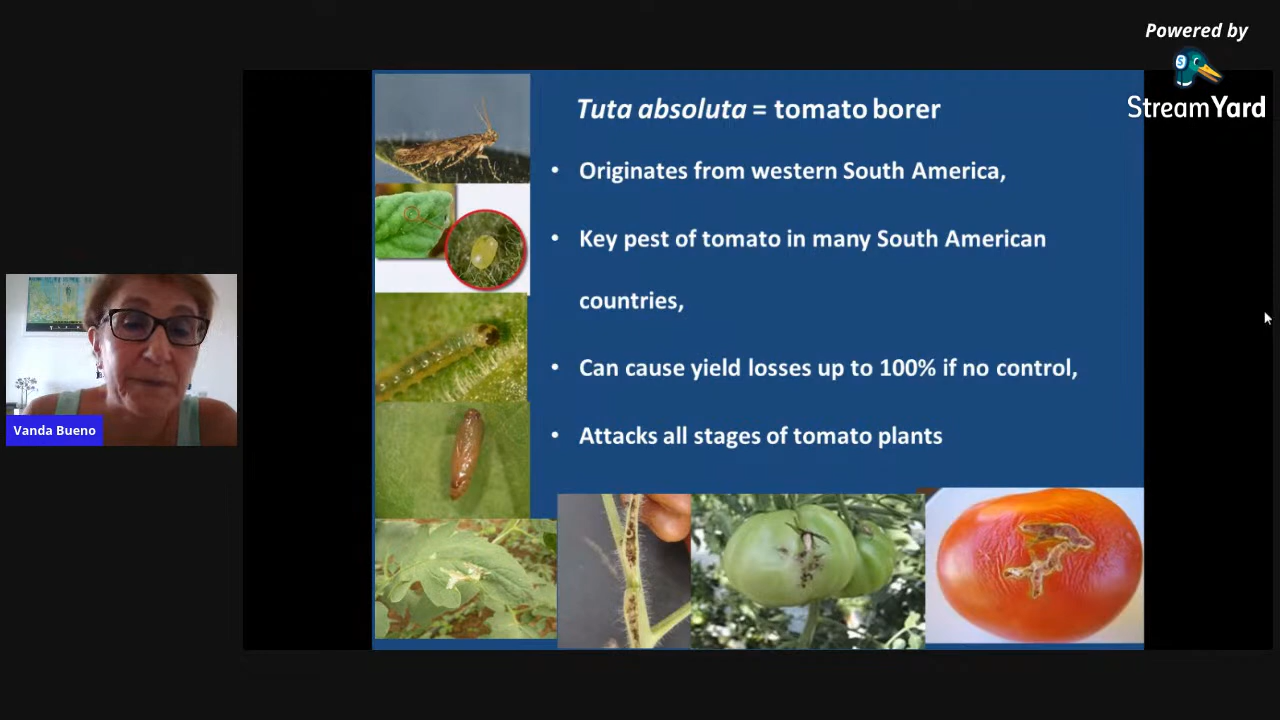 Powered by
StreamYard
Tuta absoluta = tomato borer
• Originates from western South America,
• Key pest of tomato in many South American
countries,
• Can cause yield losses up to 100% if no control,
• Attacks all stages of tomato plants
Vanda Bueno